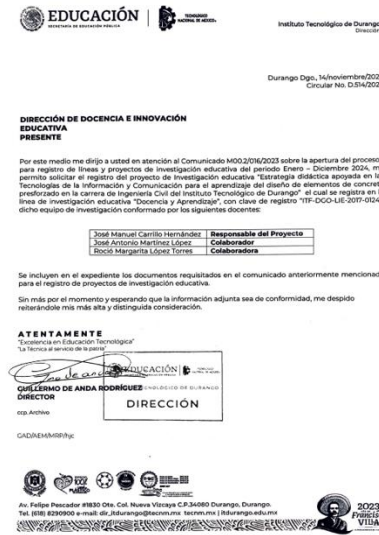 EDUCACIÓN
SECRETARÍA DE EDUCACIÓN PÚBLICA
TECNOLÓGICO
NACIONAL DE MÉXICO
Instituto Tecnológico de Durango
Dirección
Durango Dgo., 14/noviembre/202
Circular No. D.514/202
DIRECCIÓN DE DOCENCIA E INNOVACIÓN
EDUCATIVA
PRESENTE
Por este medio me dirijo a usted en atención al Comunicado M00.2/016/2023 sobre la apertura del proceso
para registro de líneas y proyectos de investigación educativa del periodo Enero – Diciembre 2024, m
permito solicitar el registro del proyecto de Investigación educativa "Estrategia didáctica apoyada en la
Tecnologías de la Información y Comunicación para el aprendizaje del diseño de elementos de concret
presforzado en la carrera de Ingeniería Civil del Instituto Tecnológico de Durango" el cual se registra en
línea de investigación educativa "Docencia y Aprendizaje", con clave de registro "ITF-DGO-LIE-2017-0124
dicho equipo de investigación conformado por los siguientes docentes:
José Manuel Carrillo Hernández Responsable del Proyecto
José Antonio Martínez López Colaborador
Roció Margarita López Torres Colaboradora
Se incluyen en el expediente los documentos requisitados en el comunicado anteriormente mencionad
para el registro de proyectos de investigación educativa.
Sin más por el momento y esperando que la información adjunta sea de conformidad, me despido
reiterándole mis más alta y distinguida consideración.
ATENTAMENTE
"Excelencia en Educación Tecnológica"
"La Técnica al servicio de la patria"
EDUCACIÓN
GUILLERMO DE ANDA RODRÍGUEZ
TECNOLÓGICO DE DURANGO
DIRECTOR
DIRECCIÓN
ccp. Archivo
GAD/AEM/MRP/hjc
Av. Felipe Pescador #1830 Ote. Col. Nueva Vizcaya C.P.34080 Durango, Durango.
Tel. (618) 8290900 e-mail: dir_itdurango@tecnm.mx tecnm.mx | itdurango.edu.mx
2023
Francis
VILLA